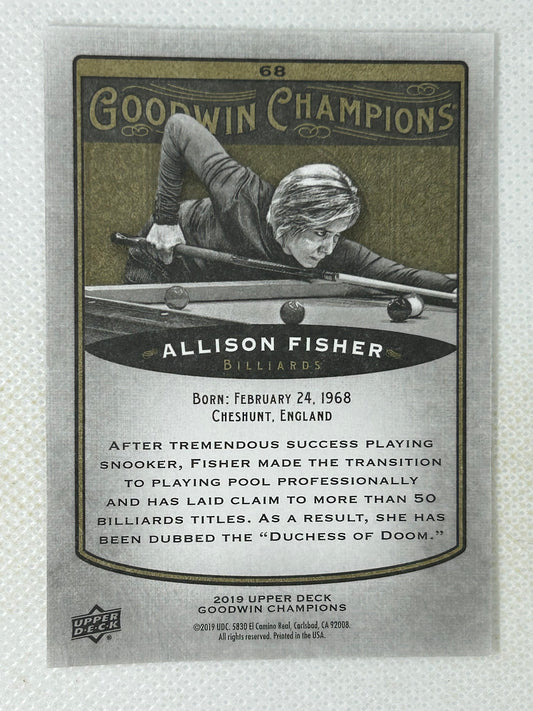 68
GOODWIN CHAMPIONS®
ALLISON FISHER
BILLIARDS
BORN: FEBRUARY 24, 1968
CHESHUNT, ENGLAND
AFTER TREMENDOUS SUCCESS PLAYING
SNOOKER, FISHER MADE THE TRANSITION
TO PLAYING POOL PROFESSIONALLY
AND HAS LAID CLAIM TO MORE THAN 50
BILLIARDS TITLES. AS A RESULT, SHE HAS
BEEN DUBBED THE “DUCHESS OF DOOM.”
2019 UPPER DECK
GOODWIN CHAMPIONS
©2019 UDC. 5830 El Camino Real, Carlsbad, CA 92008.
All rights reserved. Printed in the USA.
UPPER
D·E·C·K®